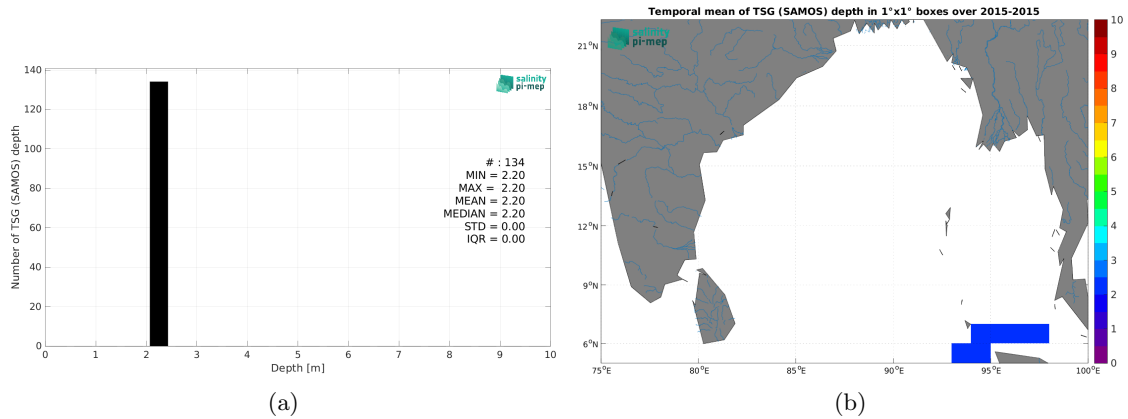 140
120
100
80
60
40
20
0
Number of TSG (SAMOS) depth
salinity
pi-mep
# : 134
MIN = 2.20
MAX = 2.20
MEAN = 2.20
MEDIAN = 2.20
STD = 0.00
IQR = 0.00
0 1 2 3 4 5 6 7 8 9 10
Depth [m]
(a)
Temporal mean of TSG (SAMOS) depth in 1°x1° boxes over 2015-2015
salinity
pi-mep
21°N
18°N
15°N
12°N
9°N
6°N
75°E 80°E 85°E 90°E 95°E 100°E
10
9
8
7
6
5
4
3
2
1
0
(b)